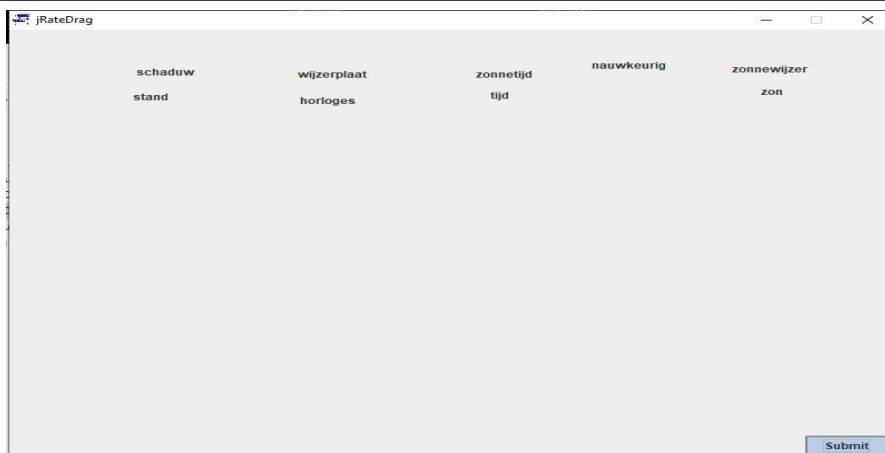 jRateDrag
schaduw wijzerplaat zonnetijd nauwkeurig zonnewijzer
stand horloges tijd zon
Submit